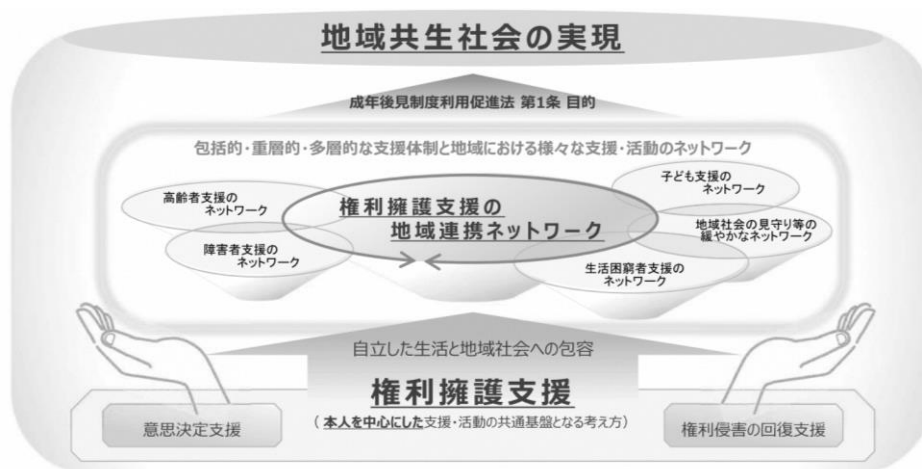 地域共生社会の実現
成年後見制度利用促進法 第1条 目的
包括的・重層的・多層的な支援体制と地域における様々な支援・活動のネットワーク
高齢者支援の
ネットワーク
障害者支援の
ネットワーク
権利擁護支援の
地域連携ネットワーク
子ども支援の
ネットワーク
地域社会の見守り等の
緩やかなネットワーク
生活困窮者支援の
ネットワーク
自立した生活と地域社会への包容
権利擁護支援
(本人を中心にした支援・活動の共通基盤となる考え方)
意思決定支援
権利侵害の回復支援